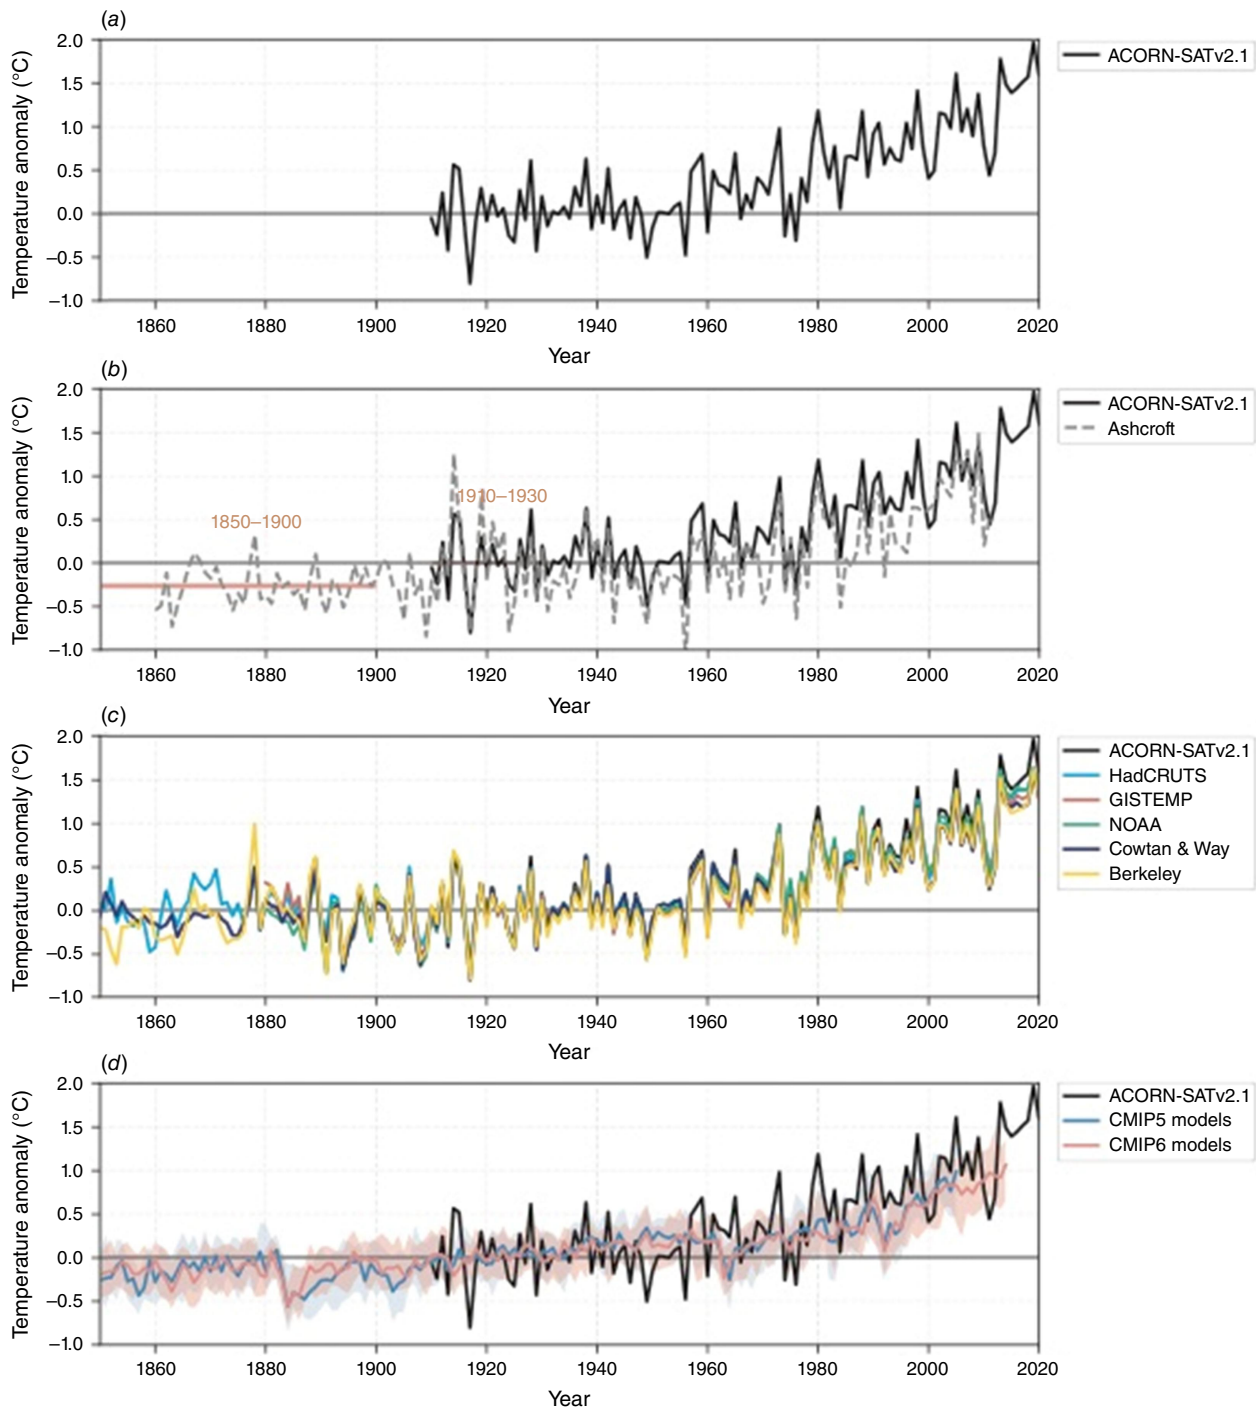 (a)
2.0
1.5
1.0
0.5
0.0
–0.5
–1.0
Temperature anomaly (°C)
1860 1880 1900 1920 1940 1960 1980 2000 2020
Year
ACORN-SATv2.1
(b)
2.0
1.5
1.0
0.5
0.0
–0.5
–1.0
Temperature anomaly (°C)
1850–1900
1910–1930
1860 1880 1900 1920 1940 1960 1980 2000 2020
Year
ACORN-SATv2.1
Ashcroft
(c)
2.0
1.5
1.0
0.5
0.0
–0.5
–1.0
Temperature anomaly (°C)
1860 1880 1900 1920 1940 1960 1980 2000 2020
Year
ACORN-SATv2.1
HadCRUTS
GISTEMP
NOAA
Cowtan & Way
Berkeley
(d)
2.0
1.5
1.0
0.5
0.0
–0.5
–1.0
Temperature anomaly (°C)
1860 1880 1900 1920 1940 1960 1980 2000 2020
Year
ACORN-SATv2.1
CMIP5 models
CMIP6 models